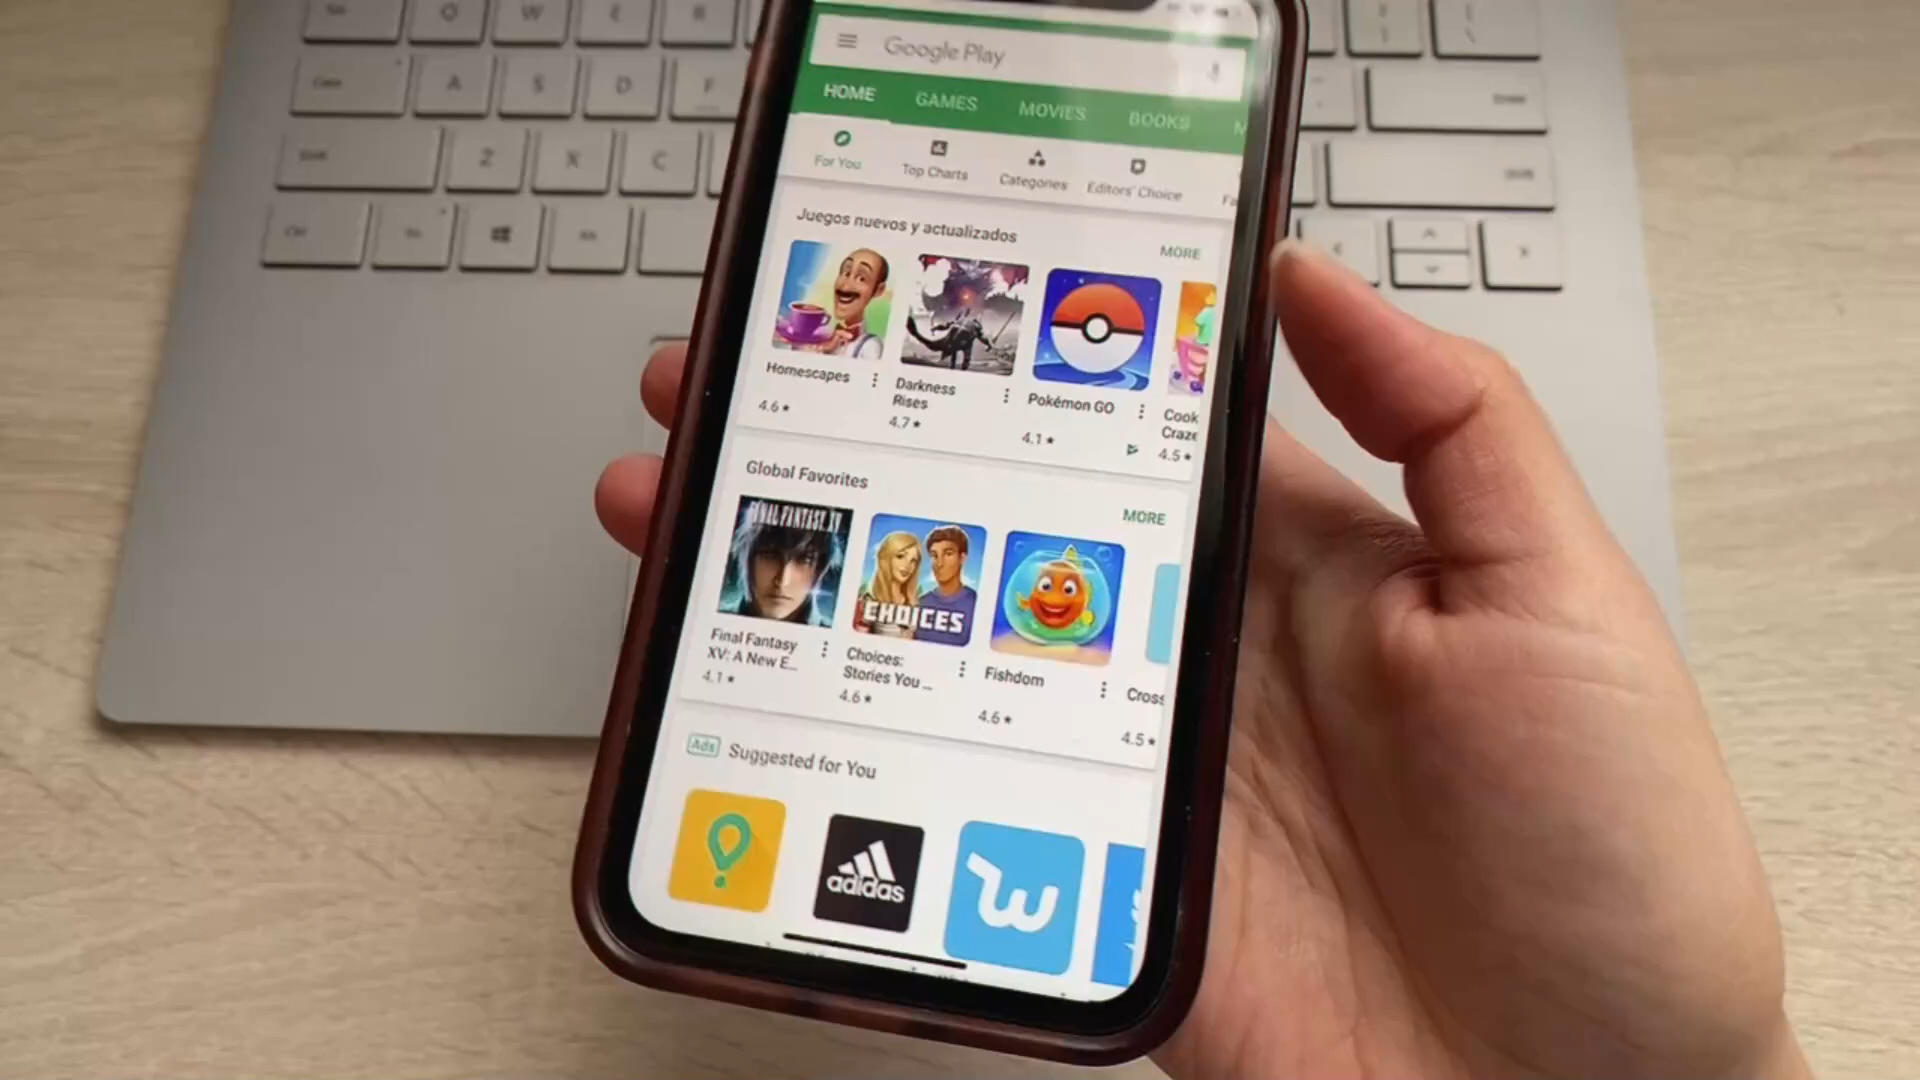 Q W E R
A S D F
Z X C
Ctrl
Google Play
HOME GAMES MOVIES BOOKS M
For You Top Charts Categories Editors' Choice Fa
Juegos nuevos y actualizados
MORE
Homescapes
4.6★
Darkness
Rises
4.7★
Pokémon GO
4.1★
Cook
Craze
4.5★
Global Favorites
MORE
FINAL FANTASY XV
Final Fantasy
XV: A New E...
4.1★
CHOICES
Choices:
Stories You ...
4.6★
Fishdom
4.6★
Cross
4.5★
Ads Suggested for You
adidas
w